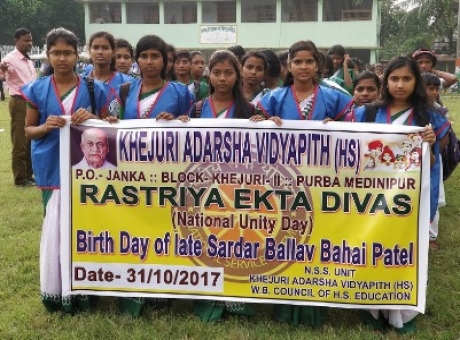 KHEJURI ADARSHA VIDYAPITH (HS)
P.O.- JANKA :: BLOCK- KHEJURI- II :: PURBA MEDINIPUR
RASTRIYA EKTA DIVAS
(National Unity Day)
Birth Day of late Sardar Ballav Bahai Patel
Date- 31/10/2017
N.S.S. UNIT
KHEJURI ADARSHA VIDYAPITH (HS)
W.B. COUNCIL OF H.S. EDUCATION